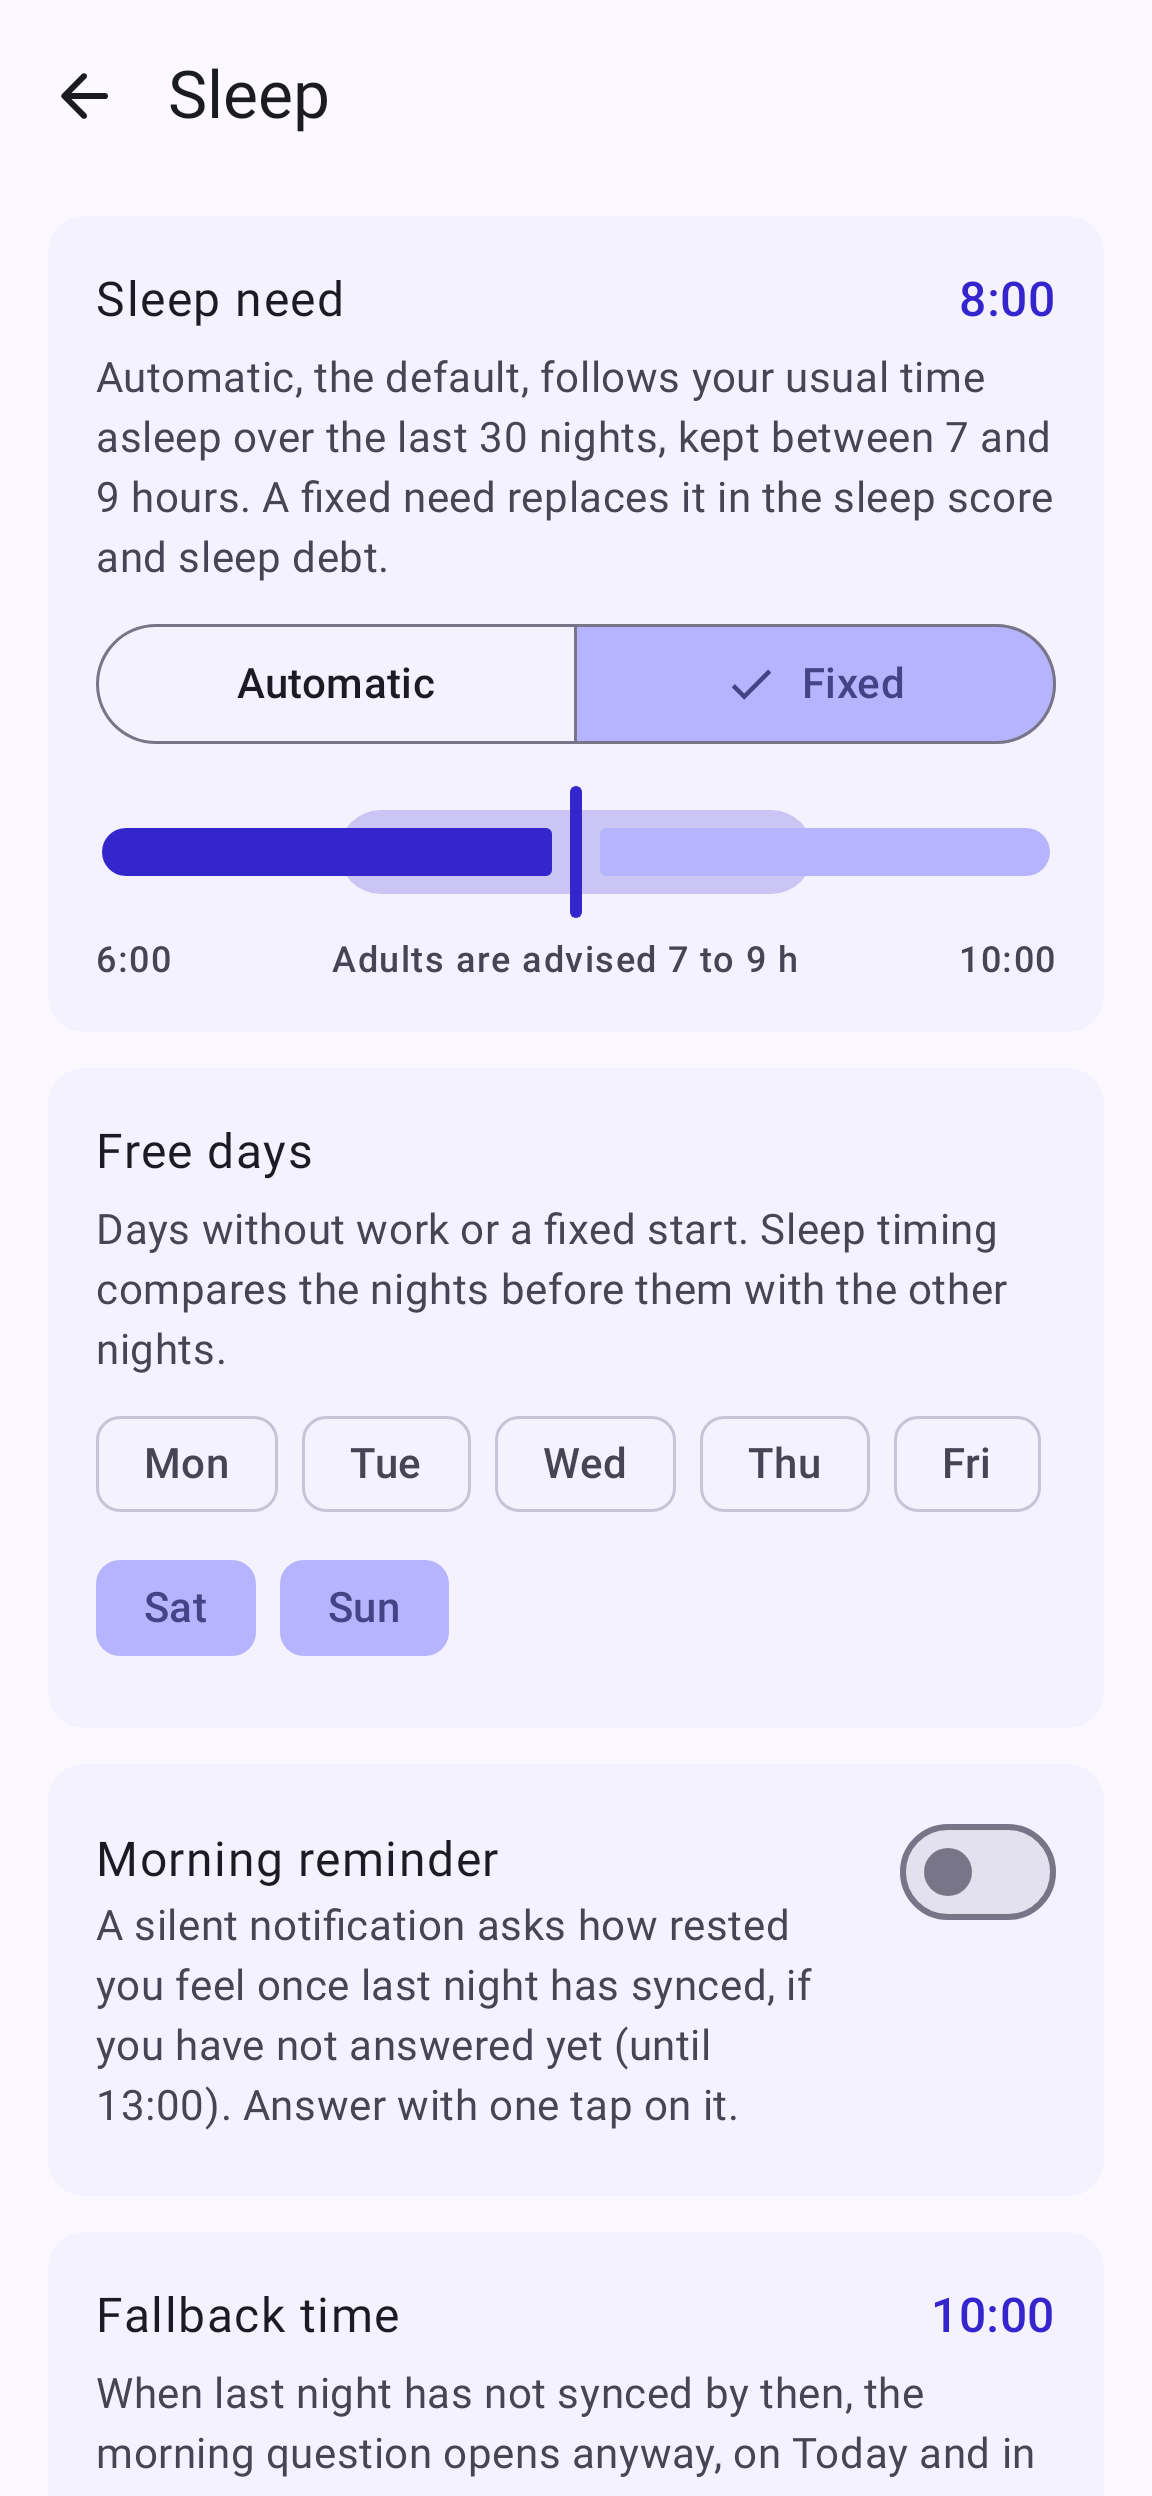 Sleep
Sleep need
8:00
Automatic, the default, follows your usual time
asleep over the last 30 nights, kept between 7 and
9 hours. A fixed need replaces it in the sleep score
and sleep debt.
Automatic
Fixed
6:00
Adults are advised 7 to 9 h
10:00
Free days
Days without work or a fixed start. Sleep timing
compares the nights before them with the other
nights.
Mon
Tue
Wed
Thu
Fri
Sat
Sun
Morning reminder
A silent notification asks how rested
you feel once last night has synced, if
you have not answered yet (until
13:00). Answer with one tap on it.
Fallback time
10:00
When last night has not synced by then, the
morning question opens anyway, on Today and in